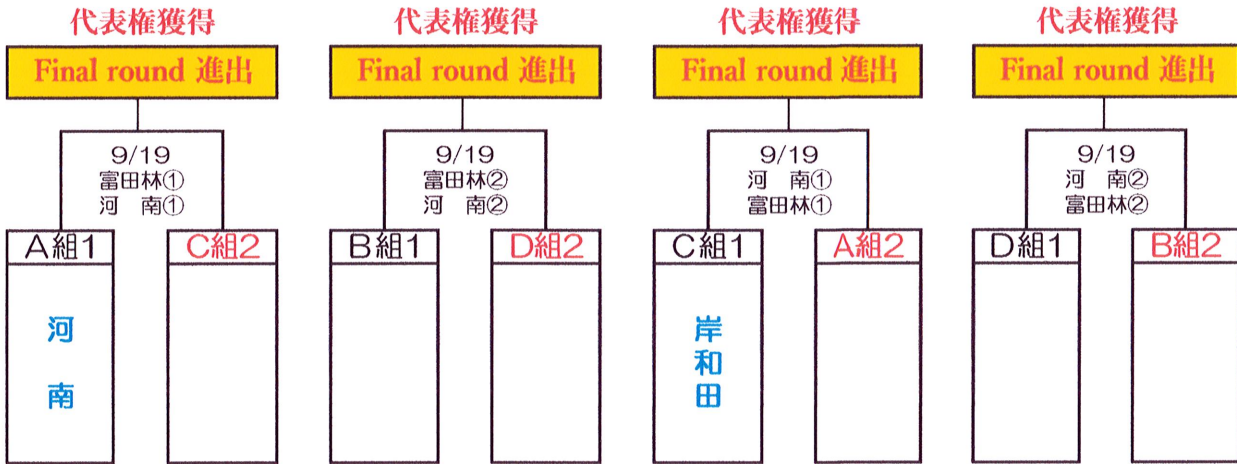 代表権獲得
Final round 進出
9/19
富田林①
河　南①
A組1
C組2
河南
代表権獲得
Final round 進出
9/19
富田林②
河　南②
B組1
D組2
代表権獲得
Final round 進出
9/19
河　南①
富田林①
C組1
A組2
岸和田
代表権獲得
Final round 進出
9/19
河　南②
富田林②
D組1
B組2